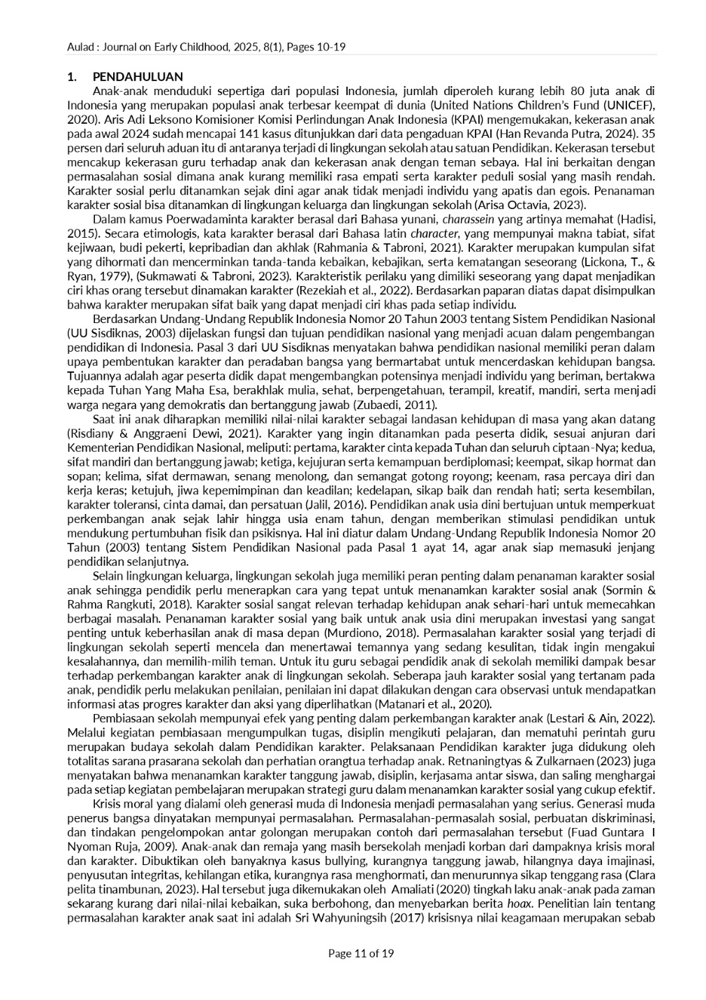 Aulad : Journal on Early Childhood, 2025, 8(1), Pages 10-19
1. PENDAHULUAN
Anak-anak menduduki sepertiga dari populasi Indonesia, jumlah diperoleh kurang lebih 80 juta anak di
Indonesia yang merupakan populasi anak terbesar keempat di dunia (United Nations Children’s Fund (UNICEF),
2020). Aris Adi Leksono Komisioner Komisi Perlindungan Anak Indonesia (KPAI) mengemukakan, kekerasan anak
pada awal 2024 sudah mencapai 141 kasus ditunjukkan dari data pengaduan KPAI (Han Revanda Putra, 2024). 35
persen dari seluruh aduan itu di antaranya terjadi di lingkungan sekolah atau satuan Pendidikan. Kekerasan tersebut
mencakup kekerasan guru terhadap anak dan kekerasan anak dengan teman sebaya. Hal ini berkaitan dengan
permasalahan sosial dimana anak kurang memiliki rasa empati serta karakter peduli sosial yang masih rendah.
Karakter sosial perlu ditanamkan sejak dini agar anak tidak menjadi individu yang apatis dan egois. Penanaman
karakter sosial bisa ditanamkan di lingkungan keluarga dan lingkungan sekolah (Arisa Octavia, 2023).
Dalam kamus Poerwadaminta karakter berasal dari Bahasa yunani, charassein yang artinya memahat (Hadisi,
2015). Secara etimologis, kata karakter berasal dari Bahasa latin character, yang mempunyai makna tabiat, sifat
kejiwaan, budi pekerti, kepribadian dan akhlak (Rahmania & Tabroni, 2021). Karakter merupakan kumpulan sifat
yang dihormati dan mencerminkan tanda-tanda kebaikan, kebajikan, serta kematangan seseorang (Lickona, T., &
Ryan, 1979), (Sukmawati & Tabroni, 2023). Karakteristik perilaku yang dimiliki seseorang yang dapat menjadikan
ciri khas orang tersebut dinamakan karakter (Rezekiah et al., 2022). Berdasarkan paparan diatas dapat disimpulkan
bahwa karakter merupakan sifat baik yang dapat menjadi ciri khas pada setiap individu.
Berdasarkan Undang-Undang Republik Indonesia Nomor 20 Tahun 2003 tentang Sistem Pendidikan Nasional
(UU Sisdiknas, 2003) dijelaskan fungsi dan tujuan pendidikan nasional yang menjadi acuan dalam pengembangan
pendidikan di Indonesia. Pasal 3 dari UU Sisdiknas menyatakan bahwa pendidikan nasional memiliki peran dalam
upaya pembentukan karakter dan peradaban bangsa yang bermartabat untuk mencerdaskan kehidupan bangsa.
Tujuannya adalah agar peserta didik dapat mengembangkan potensinya menjadi individu yang beriman, bertakwa
kepada Tuhan Yang Maha Esa, berakhlak mulia, sehat, berpengetahuan, terampil, kreatif, mandiri, serta menjadi
warga negara yang demokratis dan bertanggung jawab (Zubaedi, 2011).
Saat ini anak diharapkan memiliki nilai-nilai karakter sebagai landasan kehidupan di masa yang akan datang
(Risdiany & Anggraeni Dewi, 2021). Karakter yang ingin ditanamkan pada peserta didik, sesuai anjuran dari
Kementerian Pendidikan Nasional, meliputi: pertama, karakter cinta kepada Tuhan dan seluruh ciptaan-Nya; kedua,
sifat mandiri dan bertanggung jawab; ketiga, kejujuran serta kemampuan berdiplomasi; keempat, sikap hormat dan
sopan; kelima, sifat dermawan, senang menolong, dan semangat gotong royong; keenam, rasa percaya diri dan
kerja keras; ketujuh, jiwa kepemimpinan dan keadilan; kedelapan, sikap baik dan rendah hati; serta kesembilan,
karakter toleransi, cinta damai, dan persatuan (Jalil, 2016). Pendidikan anak usia dini bertujuan untuk memperkuat
perkembangan anak sejak lahir hingga usia enam tahun, dengan memberikan stimulasi pendidikan untuk
mendukung pertumbuhan fisik dan psikisnya. Hal ini diatur dalam Undang-Undang Republik Indonesia Nomor 20
Tahun (2003) tentang Sistem Pendidikan Nasional pada Pasal 1 ayat 14, agar anak siap memasuki jenjang
pendidikan selanjutnya.
Selain lingkungan keluarga, lingkungan sekolah juga memiliki peran penting dalam penanaman karakter sosial
anak sehingga pendidik perlu menerapkan cara yang tepat untuk menanamkan karakter sosial anak (Sormin &
Rahma Rangkuti, 2018). Karakter sosial sangat relevan terhadap kehidupan anak sehari-hari untuk memecahkan
berbagai masalah. Penanaman karakter sosial yang baik untuk anak usia dini merupakan investasi yang sangat
penting untuk keberhasilan anak di masa depan (Murdiono, 2018). Permasalahan karakter sosial yang terjadi di
lingkungan sekolah seperti mencela dan menertawai temannya yang sedang kesulitan, tidak ingin mengakui
kesalahannya, dan memilih-milih teman. Untuk itu guru sebagai pendidik anak di sekolah memiliki dampak besar
terhadap perkembangan karakter anak di lingkungan sekolah. Seberapa jauh karakter sosial yang tertanam pada
anak, pendidik perlu melakukan penilaian, penilaian ini dapat dilakukan dengan cara observasi untuk mendapatkan
informasi atas progres karakter dan aksi yang diperlihatkan (Matanari et al., 2020).
Pembiasaan sekolah mempunyai efek yang penting dalam perkembangan karakter anak (Lestari & Ain, 2022).
Melalui kegiatan pembiasaan mengumpulkan tugas, disiplin mengikuti pelajaran, dan mematuhi perintah guru
merupakan budaya sekolah dalam Pendidikan karakter. Pelaksanaan Pendidikan karakter juga didukung oleh
totalitas sarana prasarana sekolah dan perhatian orangtua terhadap anak. Retnaningtyas & Zulkarnaen (2023) juga
menyatakan bahwa menanamkan karakter tanggung jawab, disiplin, kerjasama antar siswa, dan saling menghargai
pada setiap kegiatan pembelajaran merupakan strategi guru dalam menanamkan karakter sosial yang cukup efektif.
Krisis moral yang dialami oleh generasi muda di Indonesia menjadi permasalahan yang serius. Generasi muda
penerus bangsa dinyatakan mempunyai permasalahan. Permasalahan-permasalah sosial, perbuatan diskriminasi,
dan tindakan pengelompokan antar golongan merupakan contoh dari permasalahan tersebut (Fuad Guntara I
Nyoman Ruja, 2009). Anak-anak dan remaja yang masih bersekolah menjadi korban dari dampaknya krisis moral
dan karakter. Dibuktikan oleh banyaknya kasus bullying, kurangnya tanggung jawab, hilangnya daya imajinasi,
penyusutan integritas, kehilangan etika, kurangnya rasa menghormati, dan menurunnya sikap tenggang rasa (Clara
pelita tinambunan, 2023). Hal tersebut juga dikemukakan oleh Amaliati (2020) tingkah laku anak-anak pada zaman
sekarang kurang dari nilai-nilai kebaikan, suka berbohong, dan menyebarkan berita hoax. Penelitian lain tentang
permasalahan karakter anak saat ini adalah Sri Wahyuningsih (2017) krisisnya nilai keagamaan merupakan sebab
Page 11 of 19